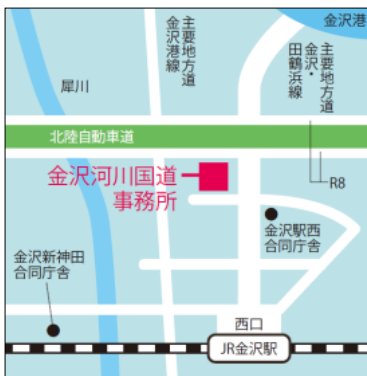 金沢港
主要地方道
金沢港線
主要地方道
金沢・
田鶴浜線
犀川
北陸自動車道
金沢河川国道
事務所
R8
金沢駅西
合同庁舎
金沢新神田
合同庁舎
西口
JR金沢駅